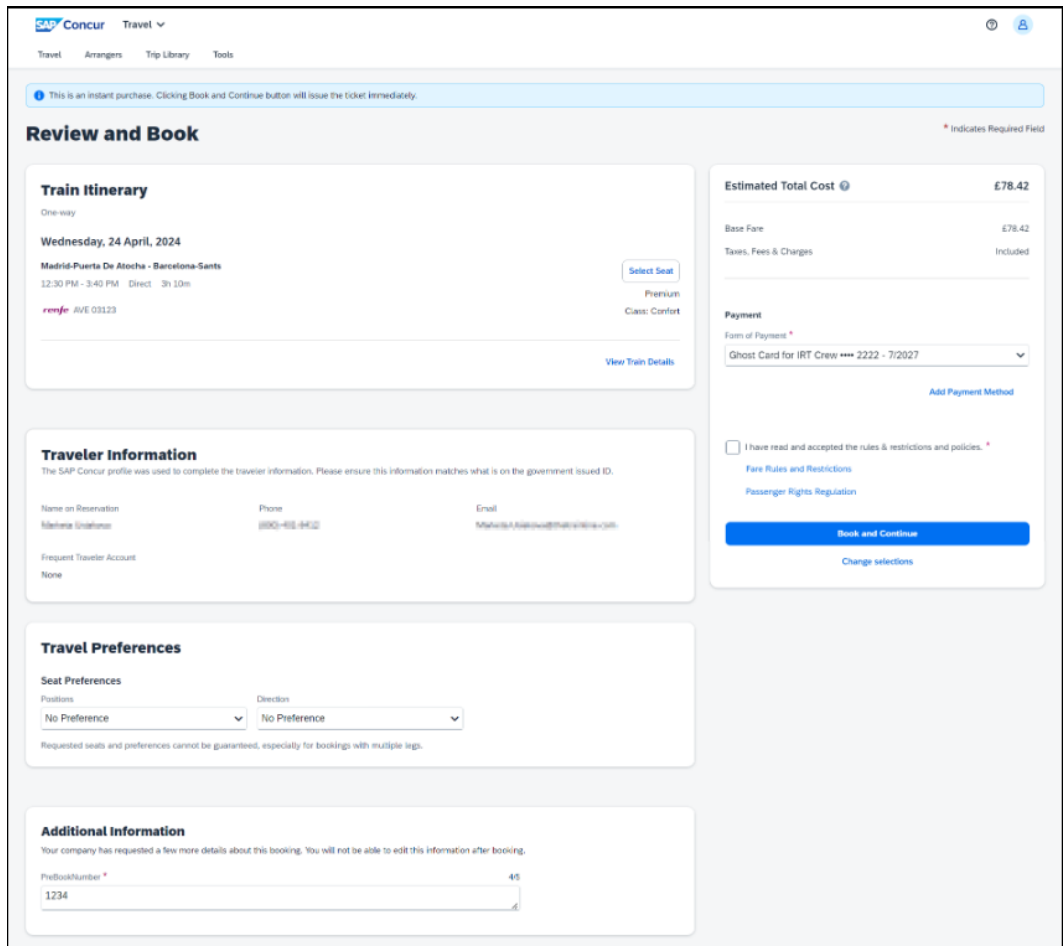 SAP Concur Travel
Travel Arrangers Trip Library Tools
This is an instant purchase. Clicking Book and Continue button will issue the ticket immediately.
Review and Book
* Indicates Required Field
Train Itinerary
One-way
Wednesday, 24 April, 2024
Madrid-Puerta De Atocha - Barcelona-Sants
12:30 PM - 3:40 PM Direct 3h 10m
renfe AVE 03123
Select Seat
Premium
Class: Confort
View Train Details
Estimated Total Cost £78.42
Base Fare £78.42
Taxes, Fees & Charges Included
Payment
Form of Payment *
Ghost Card for IRT Crew •••• 2222 - 7/2027
Add Payment Method
I have read and accepted the rules & restrictions and policies. *
Fare Rules and Restrictions
Passenger Rights Regulation
Book and Continue
Change selections
Traveler Information
The SAP Concur profile was used to complete the traveler information. Please ensure this information matches what is on the government issued ID.
Name on Reservation Phone Email
Frequent Traveler Account
None
Travel Preferences
Seat Preferences
Positions Direction
No Preference No Preference
Requested seats and preferences cannot be guaranteed, especially for bookings with multiple legs.
Additional Information
Your company has requested a few more details about this booking. You will not be able to edit this information after booking.
PreBookNumber * 4/5
1234